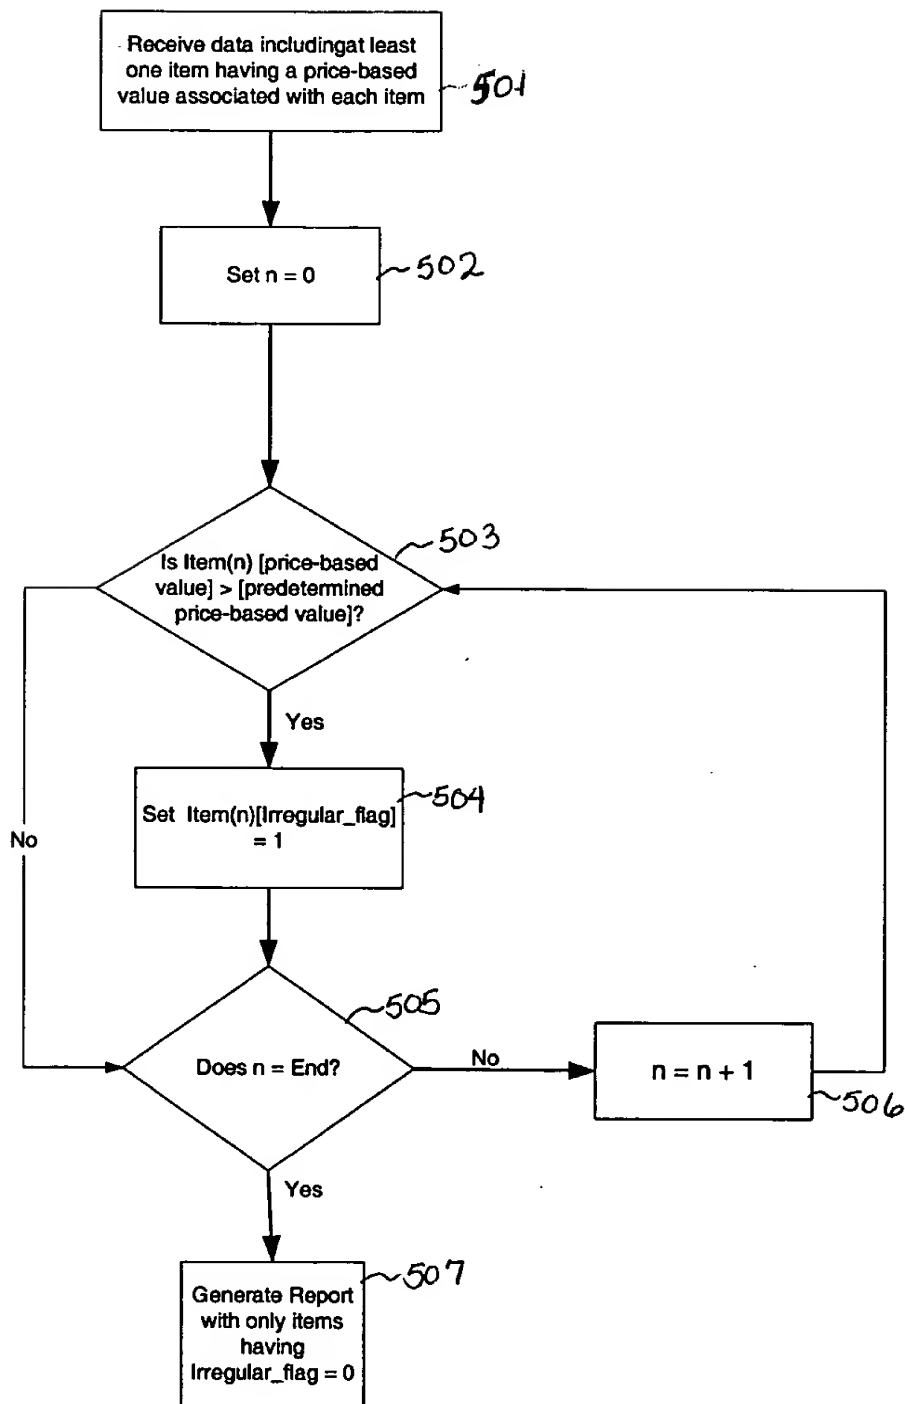 Receive data includingat least
one item having a price-based
value associated with each item
501
Set n = 0
502
503
Is Item(n) [price-based
value] > [predetermined
price-based value]?
Yes
No
Set Item(n)[Irregular_flag]
= 1
504
505
Does n = End?
No
n = n + 1
506
Yes
Generate Report
with only items
having
Irregular_flag = 0
507